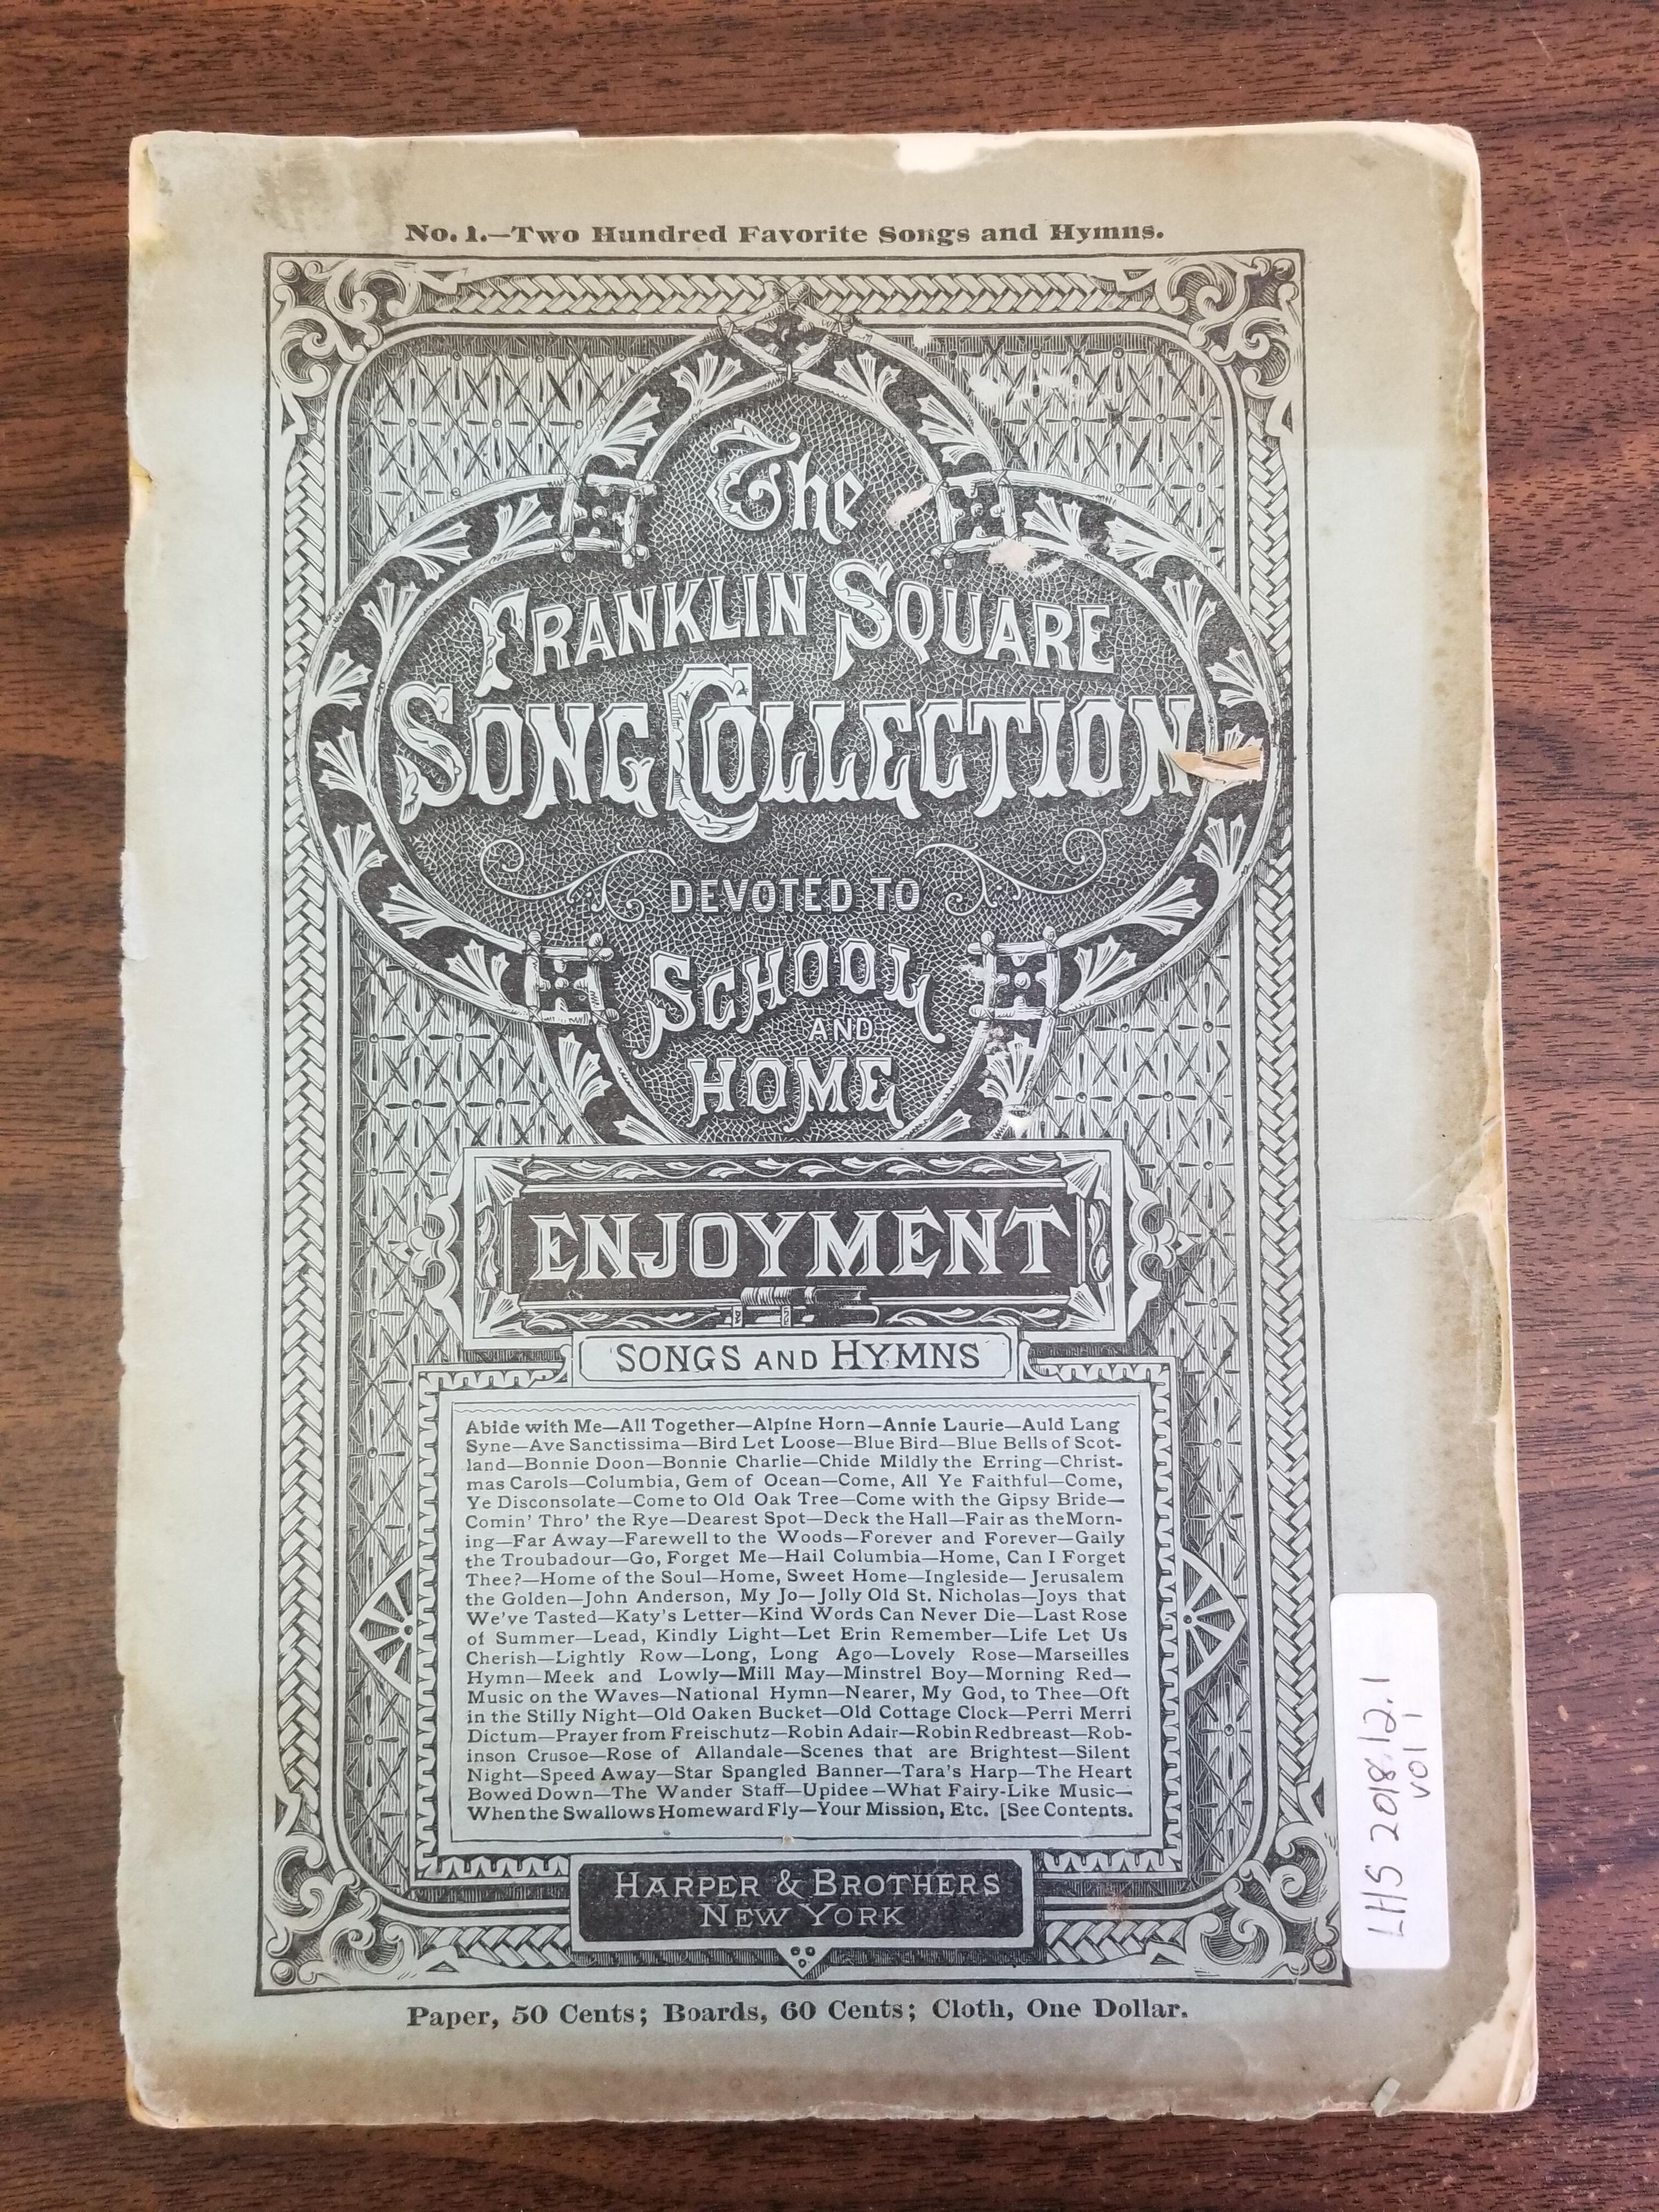 No. 1.—Two Hundred Favorite Songs and Hymns.
The
Franklin Square
Song Collection
DEVOTED TO
SCHOOL
AND
HOME
ENJOYMENT
SONGS AND HYMNS
Abide with Me—All Together—Alpine Horn—Annie Laurie—Auld Lang
Syne—Ave Sanctissima—Bird Let Loose—Blue Bird—Blue Bells of Scot-
land—Bonnie Doon—Bonnie Charlie—Chide Mildly the Erring—Christ-
mas Carols—Columbia, Gem of Ocean—Come, All Ye Faithful—Come,
Ye Disconsolate—Come to Old Oak Tree—Come with the Gipsy Bride—
Comin' Thro' the Rye—Dearest Spot—Deck the Hall—Fair as the Morn-
ing—Far Away—Farewell to the Woods—Forever and Forever—Gaily
the Troubadour—Go, Forget Me—Hail Columbia—Home, Can I Forget
Thee?—Home of the Soul—Home, Sweet Home—Ingleside—Jerusalem
the Golden—John Anderson, My Jo—Jolly Old St. Nicholas—Joys that
We've Tasted—Katy's Letter—Kind Words Can Never Die—Last Rose
of Summer—Lead, Kindly Light—Let Erin Remember—Life Let Us
Cherish—Lightly Row—Long, Long Ago—Lovely Rose—Marseilles
Hymn—Meek and Lowly—Mill May—Minstrel Boy—Morning Red—
Music on the Waves—National Hymn—Nearer, My God, to Thee—Oft
in the Stilly Night—Old Oaken Bucket—Old Cottage Clock—Perri Merri
Dictum—Prayer from Freischutz—Robin Adair—Robin Redbreast—Rob-
inson Crusoe—Rose of Allandale—Scenes that are Brightest—Silent
Night—Speed Away—Star Spangled Banner—Tara's Harp—The Heart
Bowed Down—The Wander Staff—Upidee—What Fairy-Like Music—
When the Swallows Homeward Fly—Your Mission, Etc. [See Contents.
HARPER & BROTHERS
NEW YORK
Paper, 50 Cents; Boards, 60 Cents; Cloth, One Dollar.
LHS 2018.12.1
Vol 1